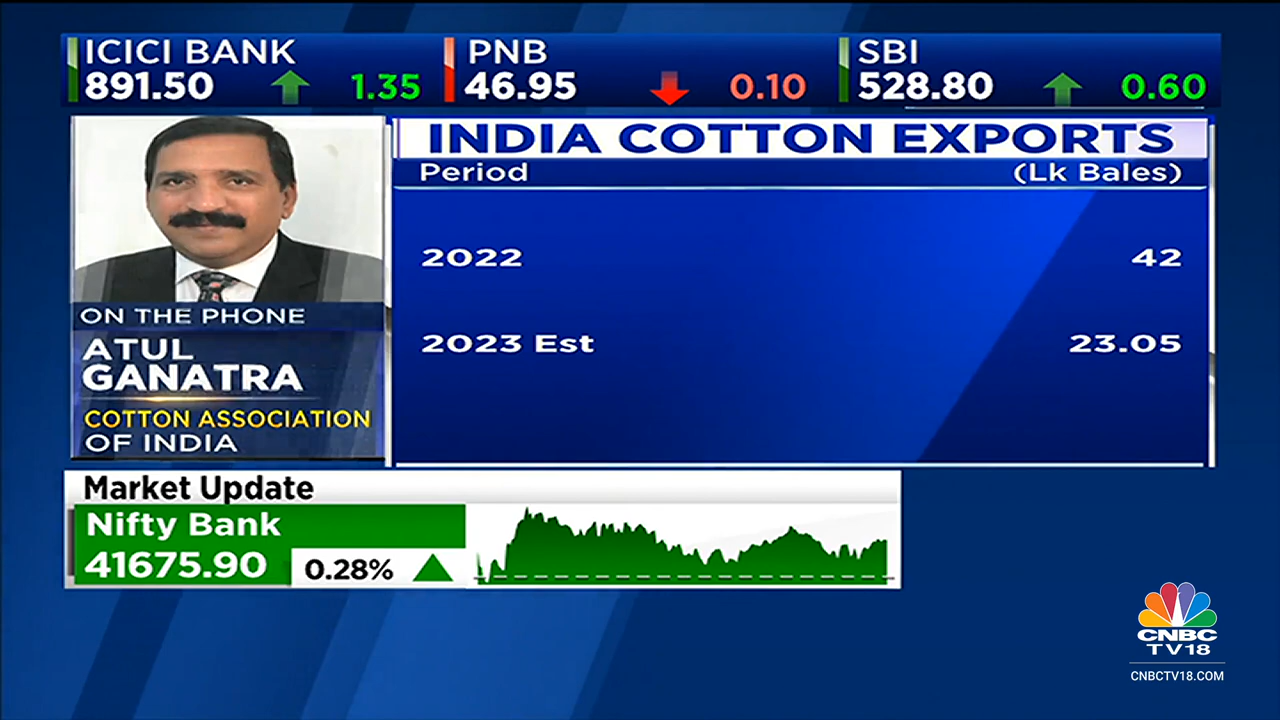 ICICI BANK
891.50 1.35
PNB
46.95 0.10
SBI
528.80 0.60
INDIA COTTON EXPORTS
Period (Lk Bales)
2022 42
2023 Est 23.05
ON THE PHONE
ATUL
GANATRA
COTTON ASSOCIATION
OF INDIA
Market Update
Nifty Bank
41675.90 0.28%
CNBC
TV18
CNBCTV18.COM